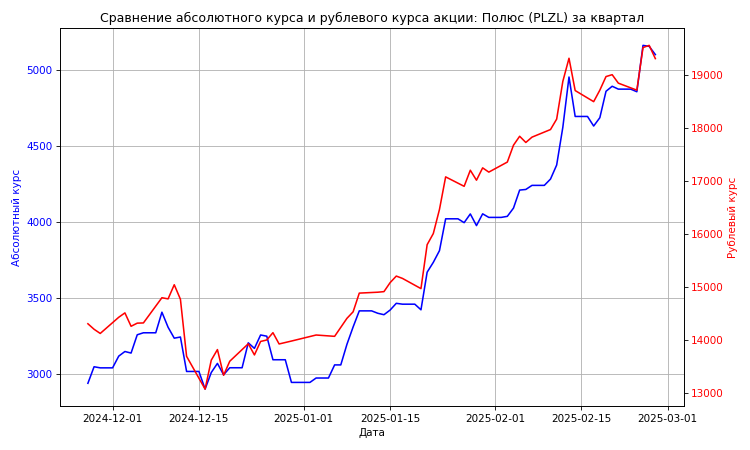 Сравнение абсолютного курса и рублевого курса акции: Полюс (PLZL) за квартал
5000
4500
4000
3500
3000
Абсолютный курс
19000
18000
17000
16000
15000
14000
13000
Рублевый курс
2024-12-01 2024-12-15 2025-01-01 2025-01-15 2025-02-01 2025-02-15 2025-03-01
Дата